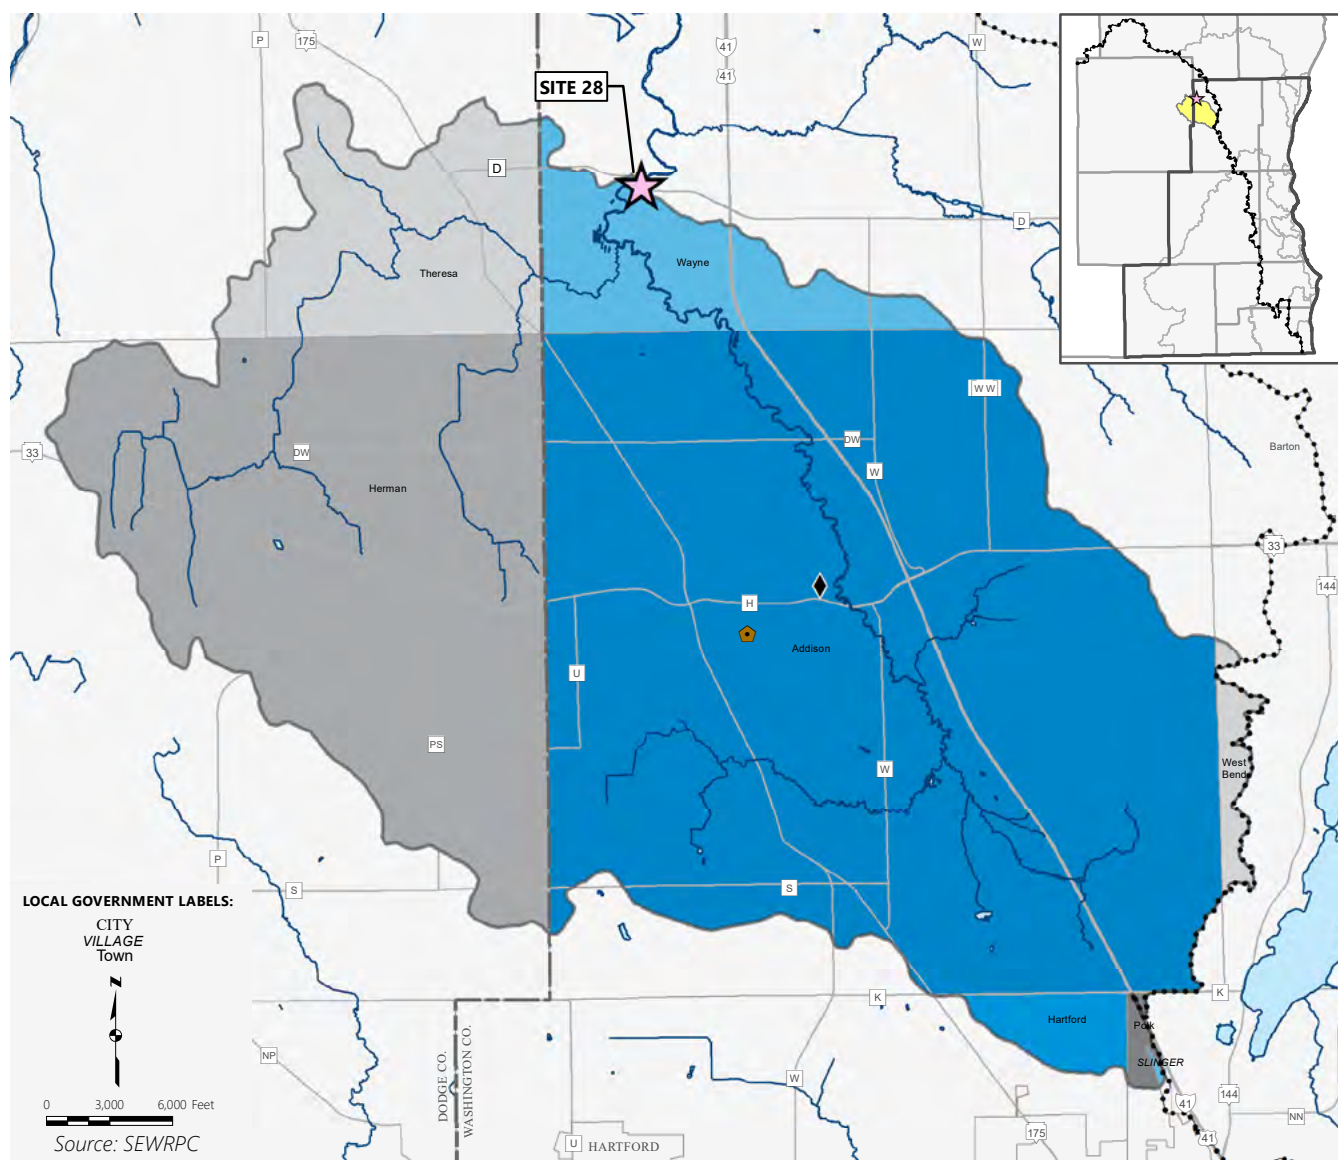 P
175
41
41
W
SITE 28
D
D
Theresa
Wayne
W W
33
DW
DW
Barton
W
Herman
33
H
144
Addison
U
PS
W
West
Bend
P
S
S
LOCAL GOVERNMENT LABELS:
CITY
VILLAGE
Town
N
K
K
Hartford
Polk
SLINGER
NP
DODGE CO.
WASHINGTON CO.
W
144
41
NN
0 3,000 6,000 Feet
Source: SEWRPC
U
HARTFORD
175
41